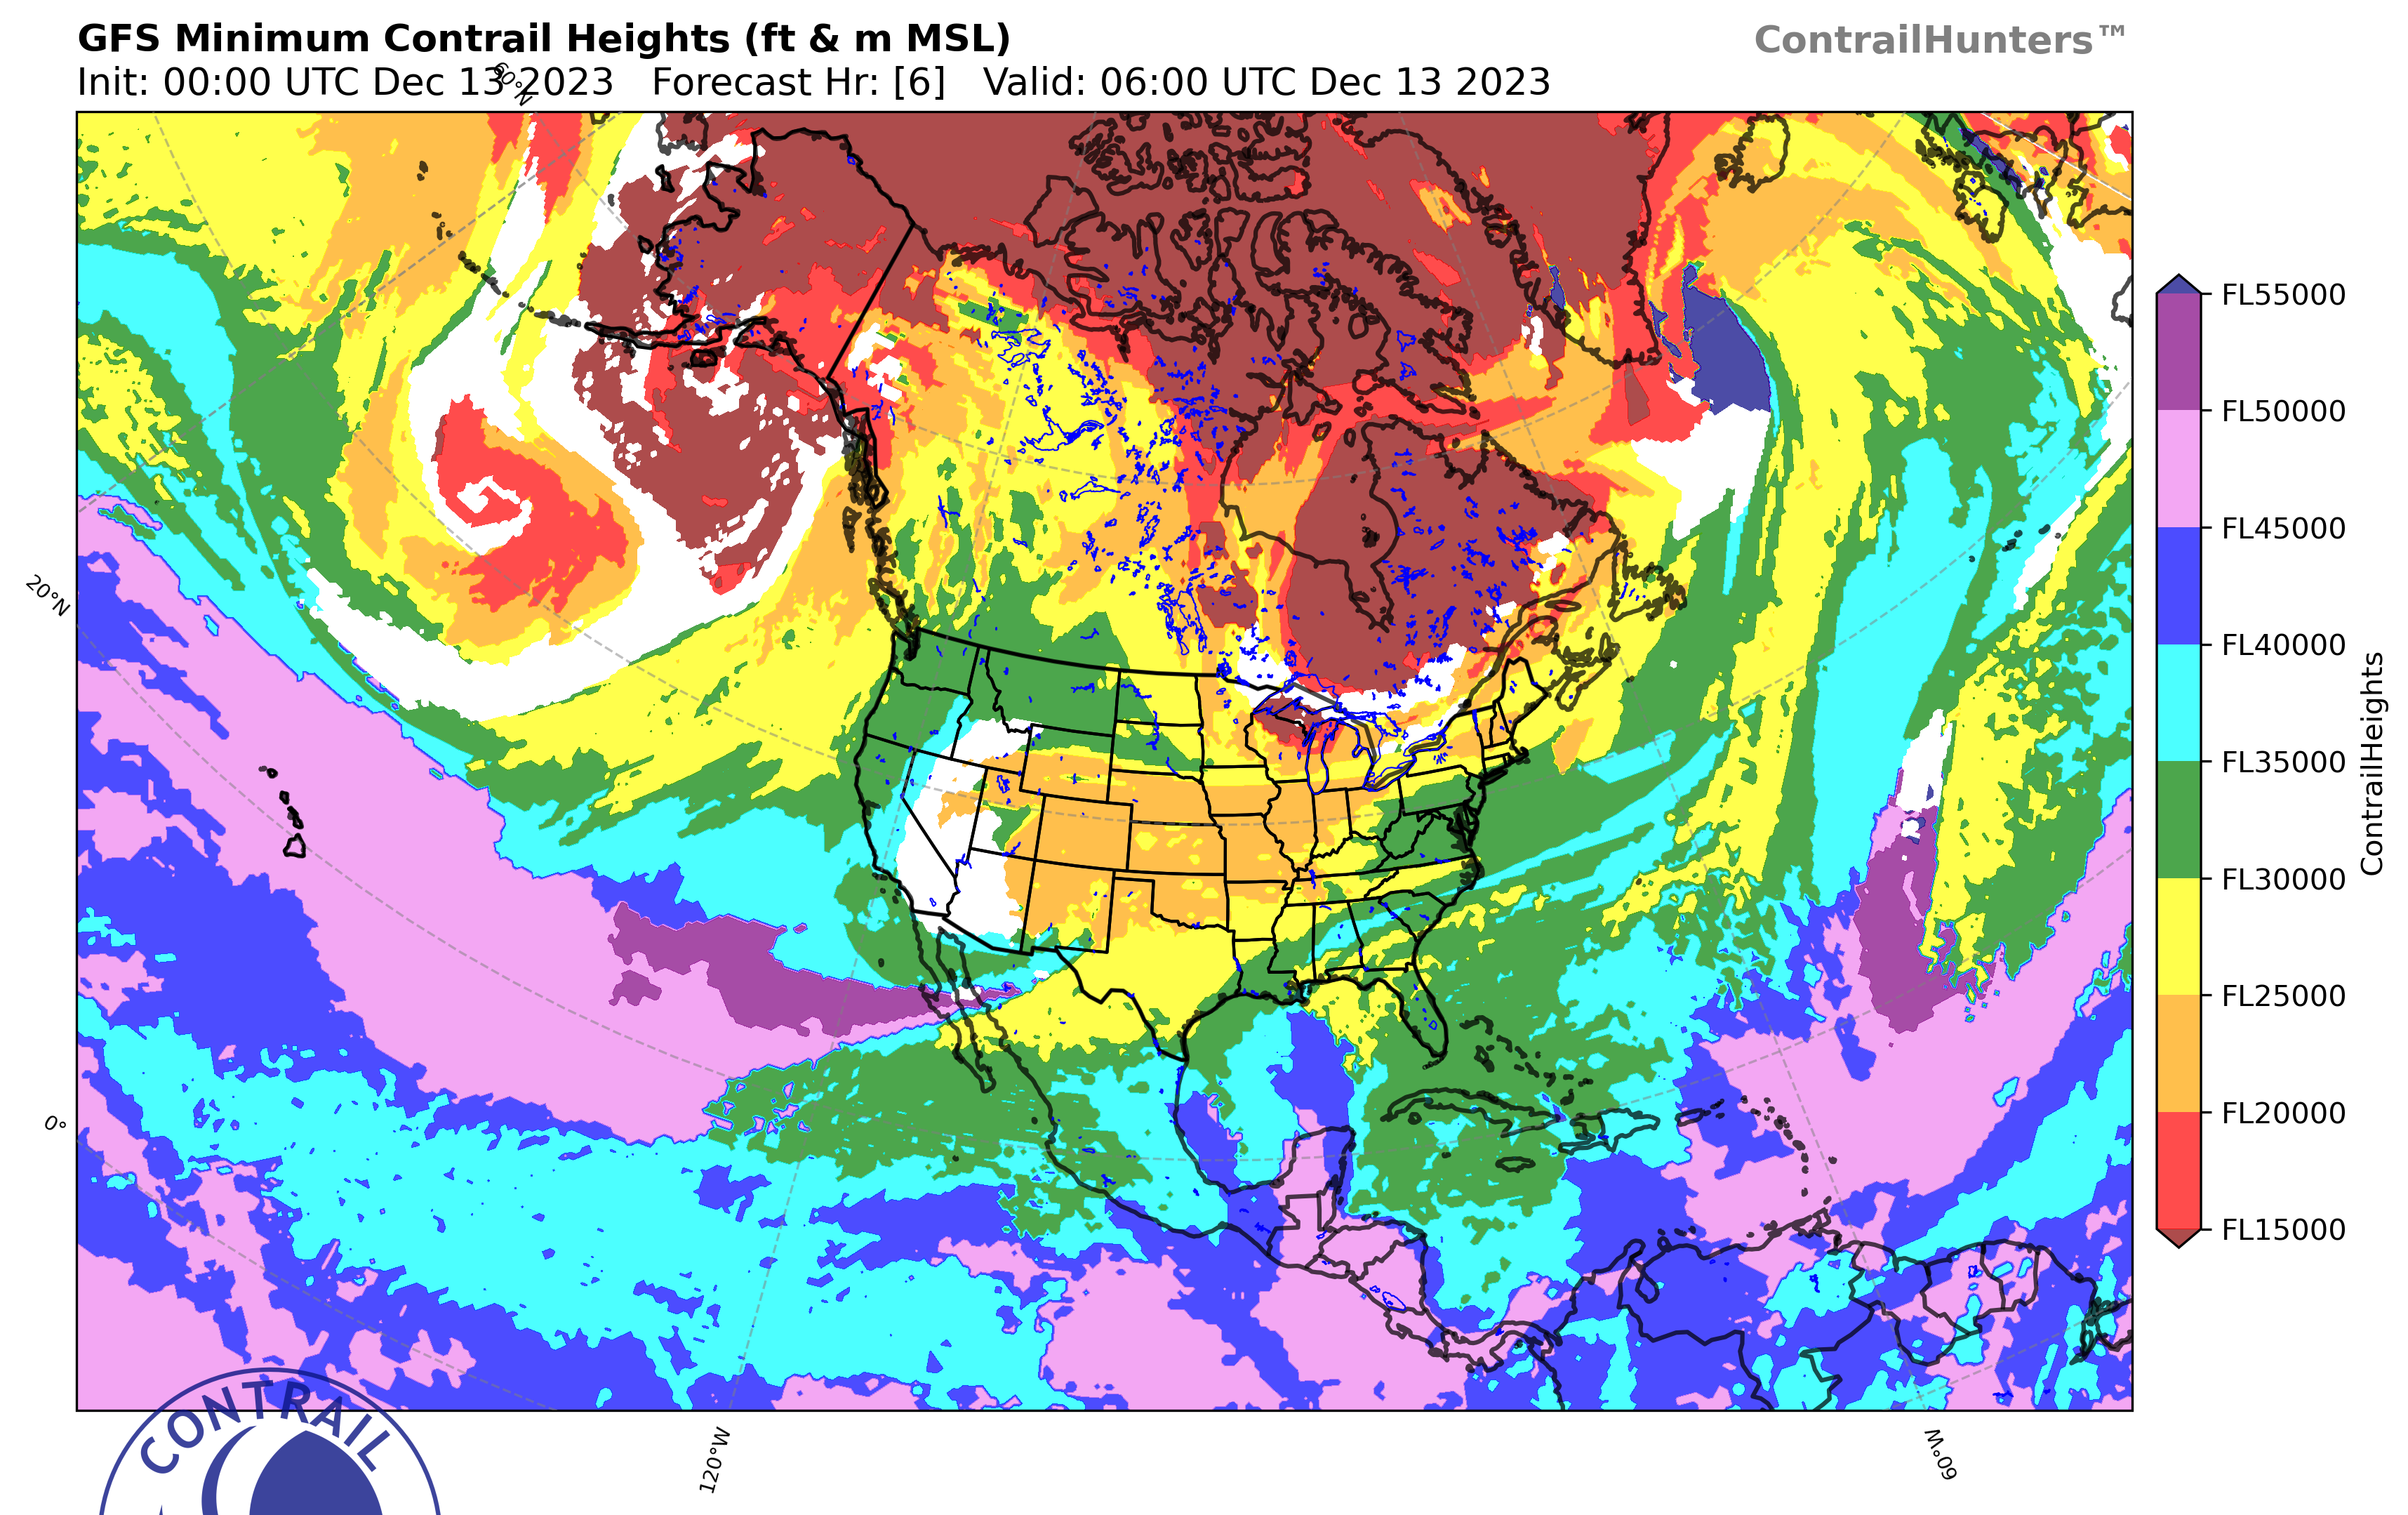 GFS Minimum Contrail Heights (ft & m MSL)
ContrailHunters™
Init: 00:00 UTC Dec 13 2023 Forecast Hr: [6] Valid: 06:00 UTC Dec 13 2023
60°N
20°N
0°
120°W
60°W
FL55000
FL50000
FL45000
FL40000
FL35000
FL30000
FL25000
FL20000
FL15000
ContrailHeights
CONTRAIL